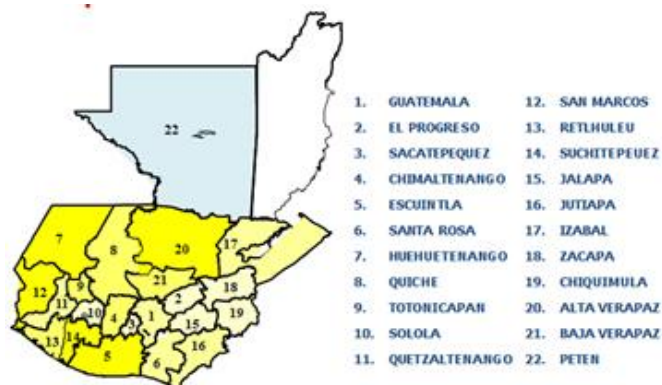 22
7
8
20
17
21
12
9
11
10
4
3
1
2
18
19
15
13
14
5
6
16
1. GUATEMALA
2. EL PROGRESO
3. SACATEPEQUEZ
4. CHIMALTENANGO
5. ESCUINTLA
6. SANTA ROSA
7. HUEHUETENANGO
8. QUICHE
9. TOTONICAPAN
10. SOLOLA
11. QUETZALTENANGO
12. SAN MARCOS
13. RETLHULEU
14. SUCHITEPEUEZ
15. JALAPA
16. JUTIAPA
17. IZABAL
18. ZACAPA
19. CHIQUIMULA
20. ALTA VERAPAZ
21. BAJA VERAPAZ
22. PETEN